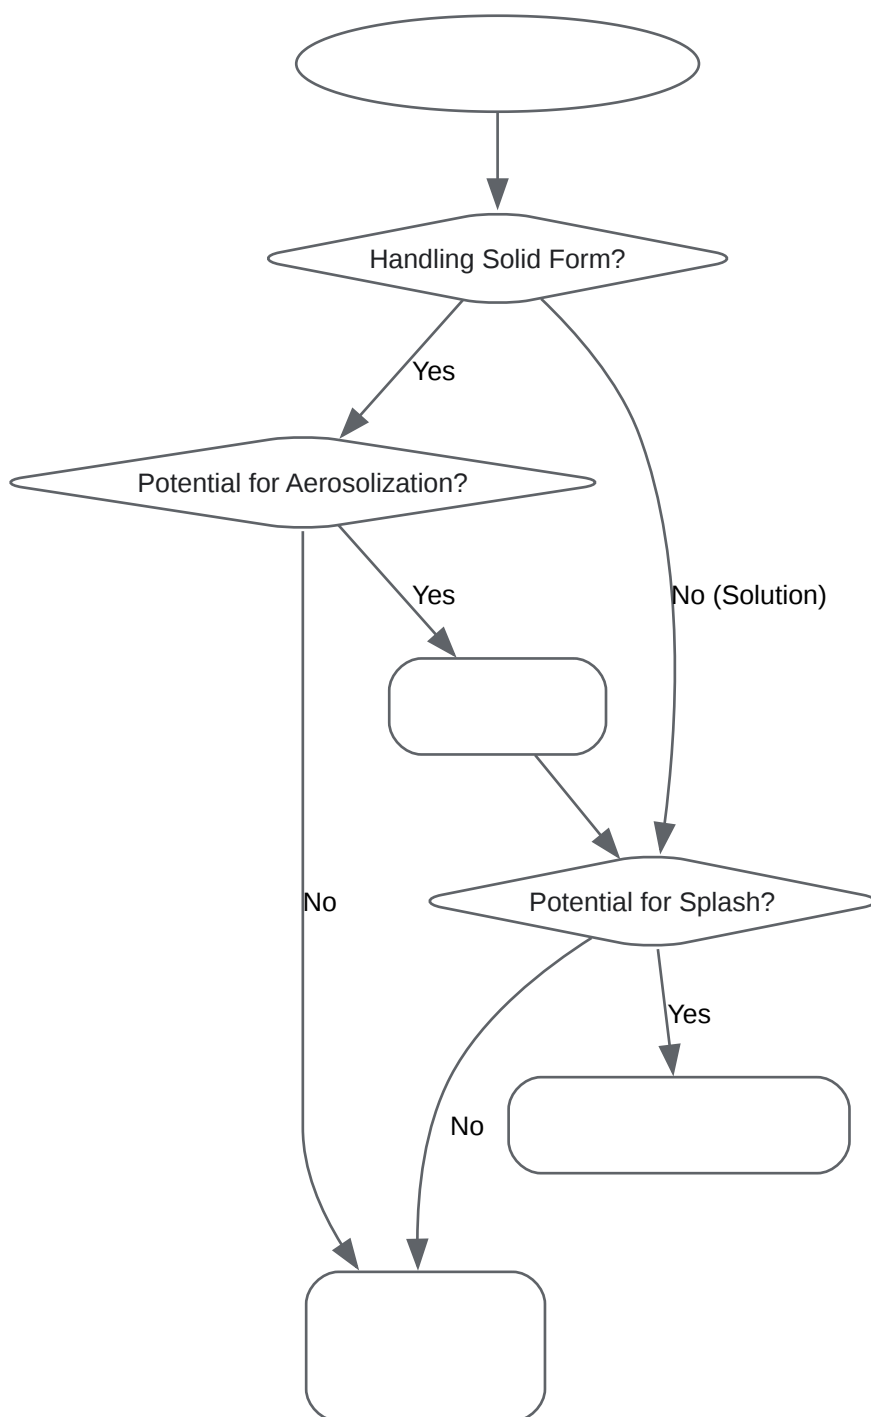 Handling Solid Form?
Yes
Potential for Aerosolization?
Yes
No (Solution)
No
Potential for Splash?
Yes
No